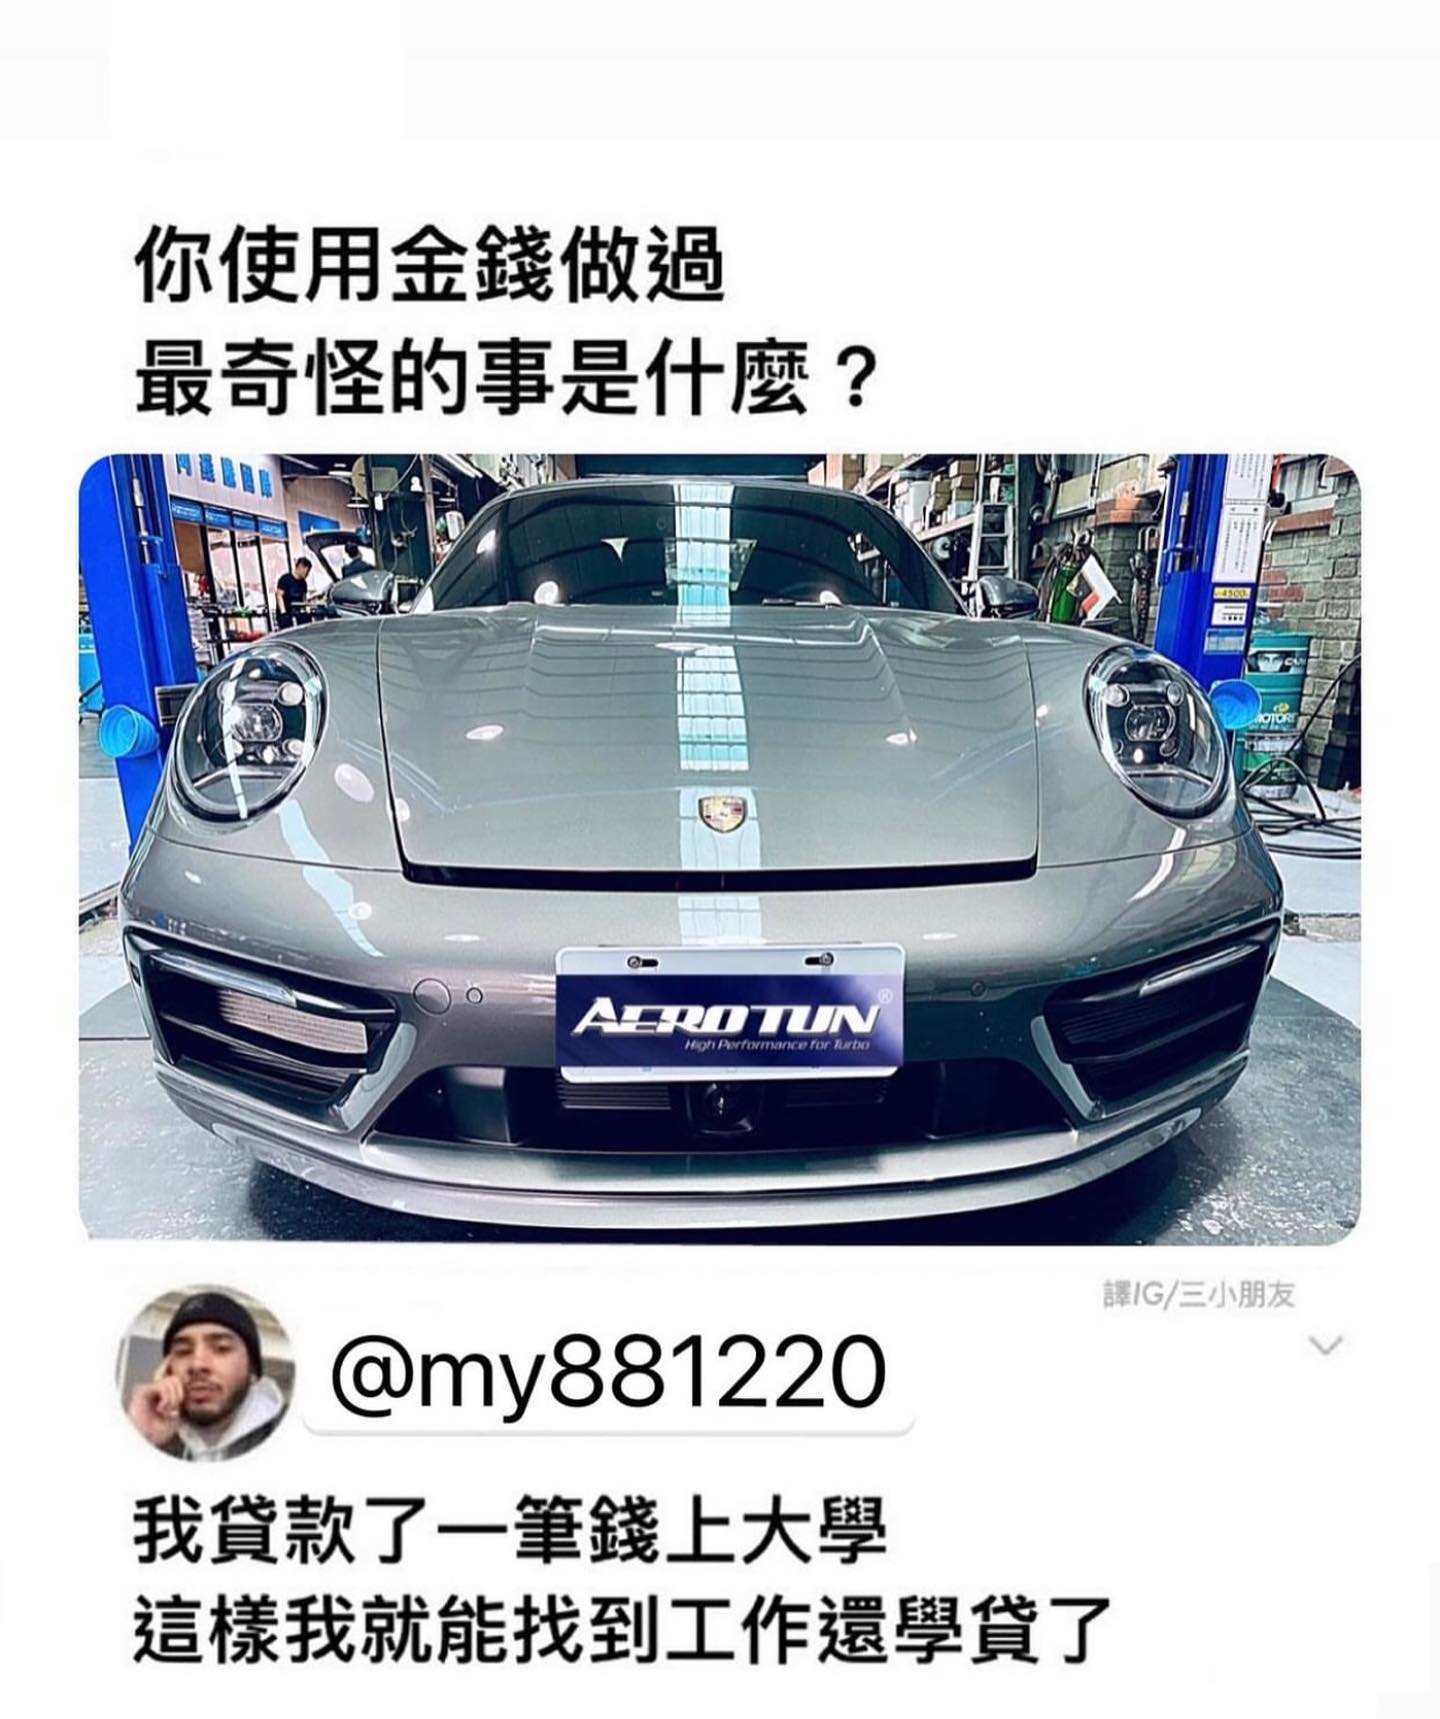 你使用金錢做過
最奇怪的事是什麼？
4500
MOTOREX
AEROTUN®
High Performance for Turbo
譯IG/三小朋友
@my881220
我貸款了一筆錢上大學
這樣我就能找到工作還學貸了